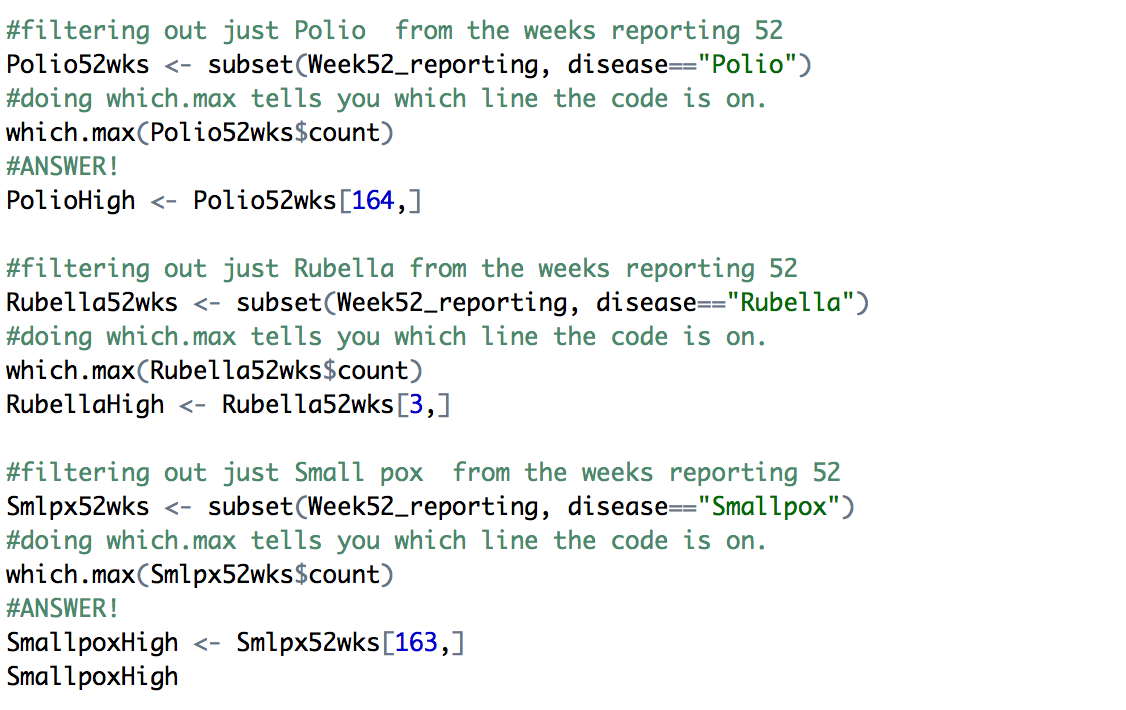 #filtering out just Polio  from the weeks reporting 52
Polio52wks <- subset(Week52_reporting, disease=="Polio")
#doing which.max tells you which line the code is on.
which.max(Polio52wks$count)
#ANSWER!
PolioHigh <- Polio52wks[164,]

#filtering out just Rubella from the weeks reporting 52
Rubella52wks <- subset(Week52_reporting, disease=="Rubella")
#doing which.max tells you which line the code is on.
which.max(Rubella52wks$count)
RubellaHigh <- Rubella52wks[3,]

#filtering out just Small pox  from the weeks reporting 52
Smlpx52wks <- subset(Week52_reporting, disease=="Smallpox")
#doing which.max tells you which line the code is on.
which.max(Smlpx52wks$count)
#ANSWER!
SmallpoxHigh <- Smlpx52wks[163,]
SmallpoxHigh